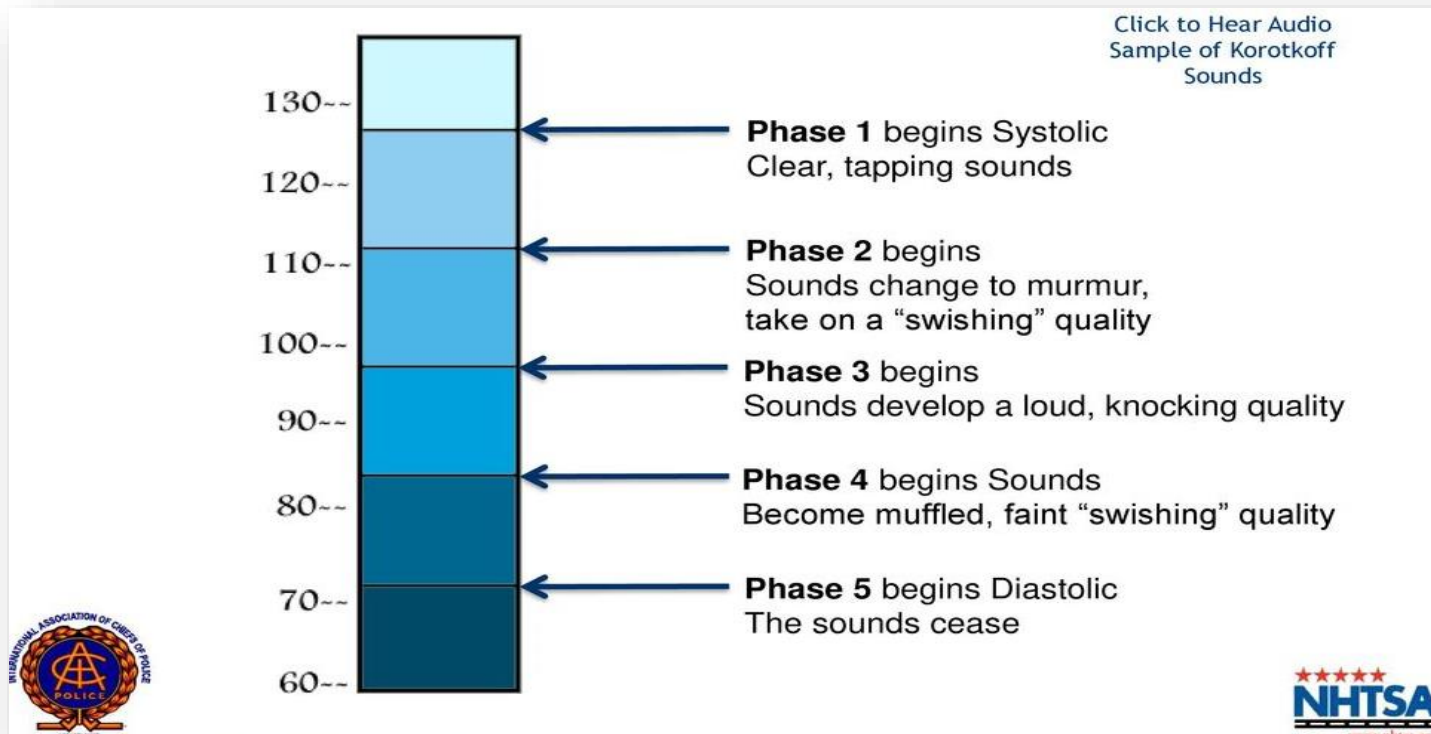 Click to Hear Audio
Sample of Korotkoff
Sounds
130~~
120~~
110~~
100~~
90~~
80~~
70~~
60~~
Phase 1 begins Systolic
Clear, tapping sounds
Phase 2 begins
Sounds change to murmur,
take on a “swishing” quality
Phase 3 begins
Sounds develop a loud, knocking quality
Phase 4 begins Sounds
Become muffled, faint “swishing” quality
Phase 5 begins Diastolic
The sounds cease
INTERNATIONAL ASSOCIATION OF CHIEFS OF POLICE
POLICE
NHTSA